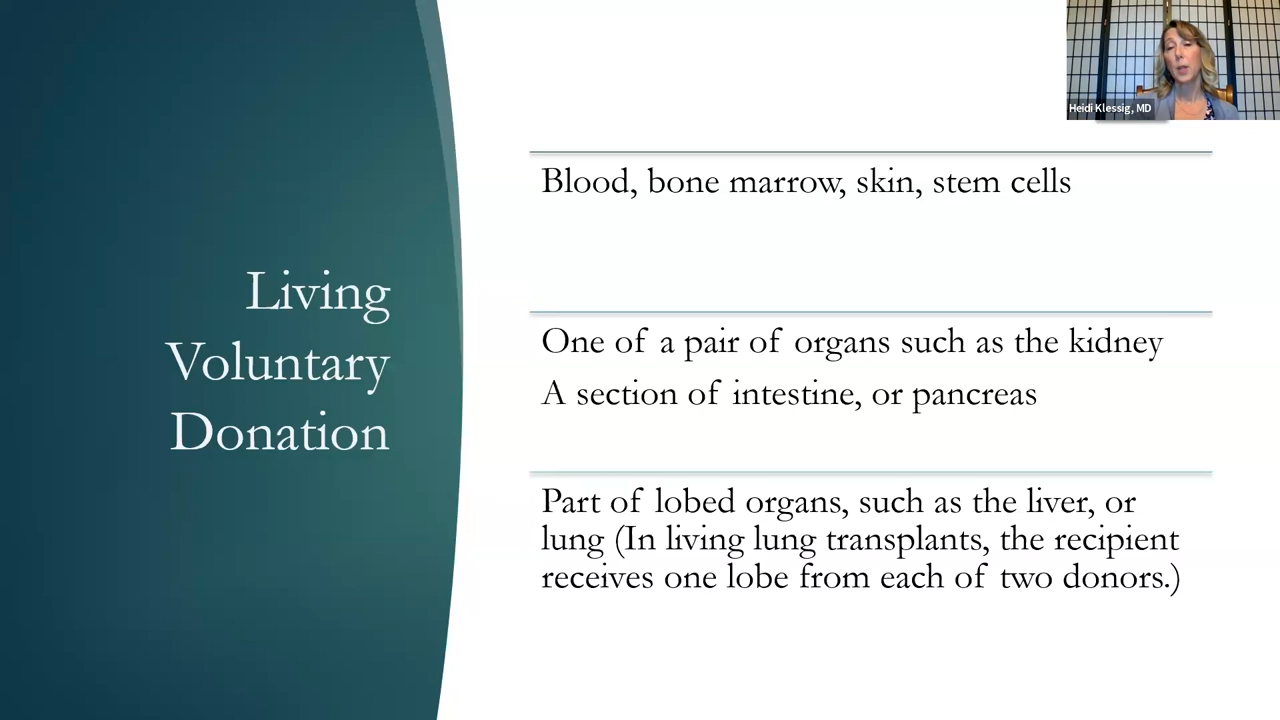 Heidi Klessig, MD
Living
Voluntary
Donation
Blood, bone marrow, skin, stem cells
One of a pair of organs such as the kidney
A section of intestine, or pancreas
Part of lobed organs, such as the liver, or
lung (In living lung transplants, the recipient
receives one lobe from each of two donors.)